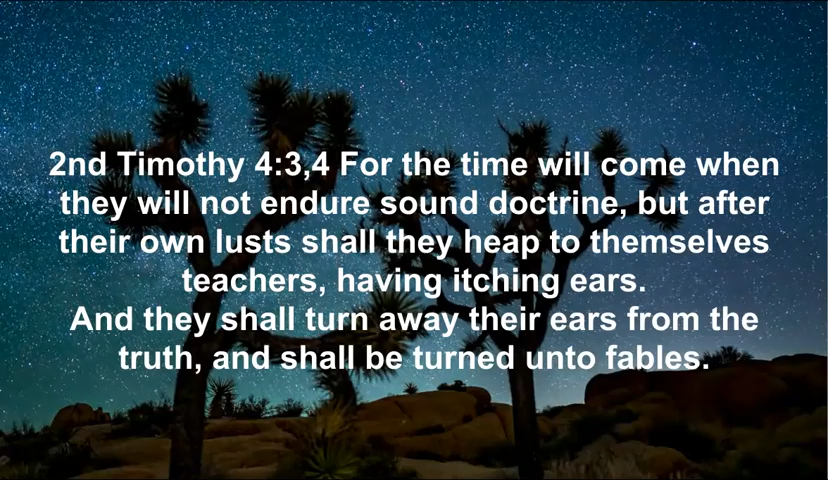 2nd Timothy 4:3,4 For the time will come when
they will not endure sound doctrine, but after
their own lusts shall they heap to themselves
teachers, having itching ears.
And they shall turn away their ears from the
truth, and shall be turned unto fables.